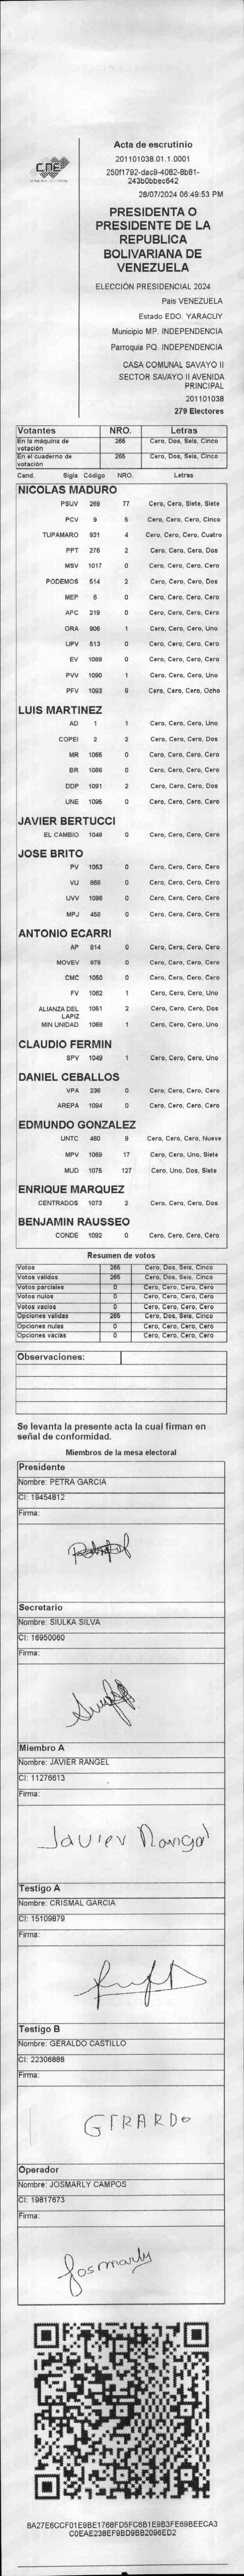 CNE
Acta de escrutinio
201101038.01.1.0001
250f1792-dac9-4082-8b81-
243b0bbec642
28/07/2024 06:49:53 PM
PRESIDENTA O
PRESIDENTE DE LA
REPUBLICA
BOLIVARIANA DE
VENEZUELA
ELECCIÓN PRESIDENCIAL 2024
Pais VENEZUELA
Estado EDO. YARACUY
Municipio MP. INDEPENDENCIA
Parroquia PQ. INDEPENDENCIA
CASA COMUNAL SAVAYO II
SECTOR SAVAYO II AVENIDA
PRINCIPAL
201101038
279 Electores
Votantes NRO. Letras
En la máquina de votación 265 Cero, Dos, Seis, Cinco
En el cuaderno de votación 265 Cero, Dos, Seis, Cinco
Cand. Sigla Código NRO. Letras
NICOLAS MADURO
PSUV 269 77 Cero, Cero, Siete, Siete
PCV 9 5 Cero, Cero, Cero, Cinco
TUPAMARO 931 4 Cero, Cero, Cero, Cuatro
PPT 276 2 Cero, Cero, Cero, Dos
MSV 1017 0 Cero, Cero, Cero, Cero
PODEMOS 514 2 Cero, Cero, Cero, Dos
MEP 6 0 Cero, Cero, Cero, Cero
APC 219 0 Cero, Cero, Cero, Cero
ORA 906 1 Cero, Cero, Cero, Uno
UPV 513 0 Cero, Cero, Cero, Cero
EV 1089 0 Cero, Cero, Cero, Cero
PVV 1090 1 Cero, Cero, Cero, Uno
PFV 1093 8 Cero, Cero, Cero, Ocho
LUIS MARTINEZ
AD 1 1 Cero, Cero, Cero, Uno
COPEI 2 2 Cero, Cero, Cero, Dos
MR 1065 0 Cero, Cero, Cero, Cero
BR 1066 0 Cero, Cero, Cero, Cero
DDP 1091 2 Cero, Cero, Cero, Dos
UNE 1095 0 Cero, Cero, Cero, Cero
JAVIER BERTUCCI
EL CAMBIO 1048 0 Cero, Cero, Cero, Cero
JOSE BRITO
PV 1053 0 Cero, Cero, Cero, Cero
VU 868 0 Cero, Cero, Cero, Cero
UVV 1096 0 Cero, Cero, Cero, Cero
MPJ 458 0 Cero, Cero, Cero, Cero
ANTONIO ECARRI
AP 914 0 Cero, Cero, Cero, Cero
MOVEV 878 0 Cero, Cero, Cero, Cero
CMC 1050 0 Cero, Cero, Cero, Cero
FV 1062 1 Cero, Cero, Cero, Uno
ALIANZA DEL LAPIZ 1051 2 Cero, Cero, Cero, Dos
MIN UNIDAD 1068 1 Cero, Cero, Cero, Uno
CLAUDIO FERMIN
SPV 1049 1 Cero, Cero, Cero, Uno
DANIEL CEBALLOS
VPA 236 0 Cero, Cero, Cero, Cero
AREPA 1094 0 Cero, Cero, Cero, Cero
EDMUNDO GONZALEZ
UNTC 460 9 Cero, Cero, Cero, Nueve
MPV 1069 17 Cero, Cero, Uno, Siete
MUD 1075 127 Cero, Uno, Dos, Siete
ENRIQUE MARQUEZ
CENTRADOS 1073 2 Cero, Cero, Cero, Dos
BENJAMIN RAUSSEO
CONDE 1092 0 Cero, Cero, Cero, Cero
Resumen de votos
Votos 265 Cero, Dos, Seis, Cinco
Votos validos 265 Cero, Dos, Seis, Cinco
Votos parciales 0 Cero, Cero, Cero, Cero
Votos nulos 0 Cero, Cero, Cero, Cero
Votos vacíos 0 Cero, Cero, Cero, Cero
Opciones validas 265 Cero, Dos, Seis, Cinco
Opciones nulas 0 Cero, Cero, Cero, Cero
Opciones vacías 0 Cero, Cero, Cero, Cero
Observaciones:
Se levanta la presente acta la cual firman en
señal de conformidad.
Miembros de la mesa electoral
Presidente
Nombre: PETRA GARCIA
CI: 19454812
Firma:
Secretario
Nombre: SIULKA SILVA
CI: 16950060
Firma:
Miembro A
Nombre: JAVIER RANGEL
CI: 11276613
Firma:
Javier Rangel
Testigo A
Nombre: CRISMAL GARCIA
CI: 15109879
Firma:
Testigo B
Nombre: GERALDO CASTILLO
CI: 22306888
Firma:
GERARDO
Operador
Nombre: JOSMARLY CAMPOS
CI: 19817673
Firma:
Josmarly
8A27E6CCF01E9BE1768FD5FC6B1E9B3FE69BEECA3
C0EAE238EF9BD9BB2096ED2